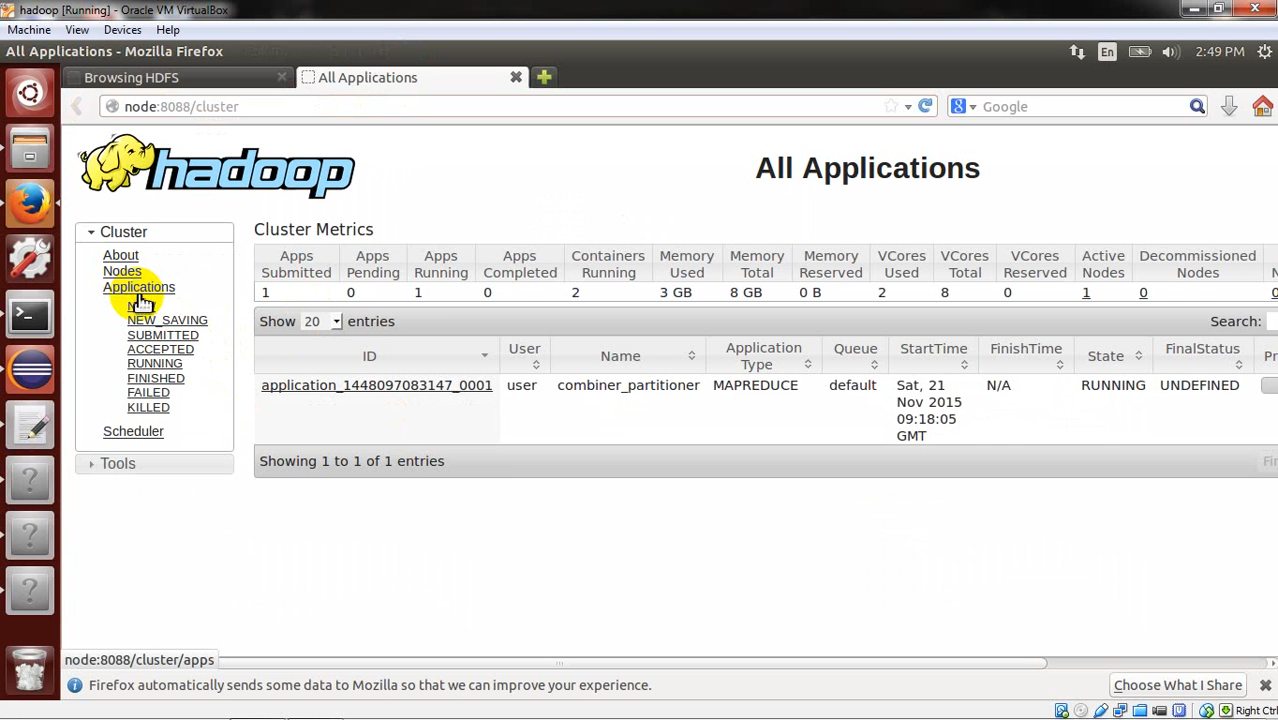 hadoop [Running] - Oracle VM VirtualBox
Machine View Devices Help
All Applications - Mozilla Firefox
En
2:49 PM
Browsing HDFS
All Applications
node:8088/cluster
Google
hadoop
All Applications
Cluster
About
Nodes
Applications
NEW_SAVING
SUBMITTED
ACCEPTED
RUNNING
FINISHED
FAILED
KILLED
Scheduler
Tools
Cluster Metrics
Apps Submitted Apps Pending Apps Running Apps Completed Containers Running Memory Used Memory Total Memory Reserved VCores Used VCores Total VCores Reserved Active Nodes Decommissioned Nodes
1 0 1 0 2 3 GB 8 GB 0 B 2 8 0 1 0
Show 20 entries
Search:
ID User Name Application Type Queue StartTime FinishTime State FinalStatus
application_1448097083147_0001 user combiner_partitioner MAPREDUCE default Sat, 21 N/A RUNNING UNDEFINED
Nov 2015
09:18:05
GMT
Showing 1 to 1 of 1 entries
node:8088/cluster/apps
Firefox automatically sends some data to Mozilla so that we can improve your experience.
Choose What I Share
Right Ctrl